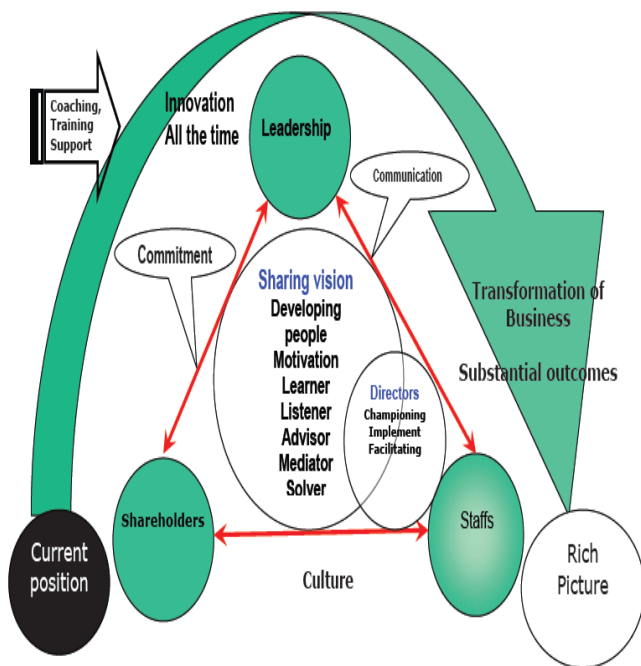 Coaching,
Training
Support
Innovation
All the time
Leadership
Communication
Commitment
Sharing vision
Developing
people
Motivation
Learner
Listener
Advisor
Mediator
Solver
Directors
Championing
Implement
Facilitating
Transformation of
Business
Substantial outcomes
Shareholders
Staffs
Current
position
Culture
Rich
Picture